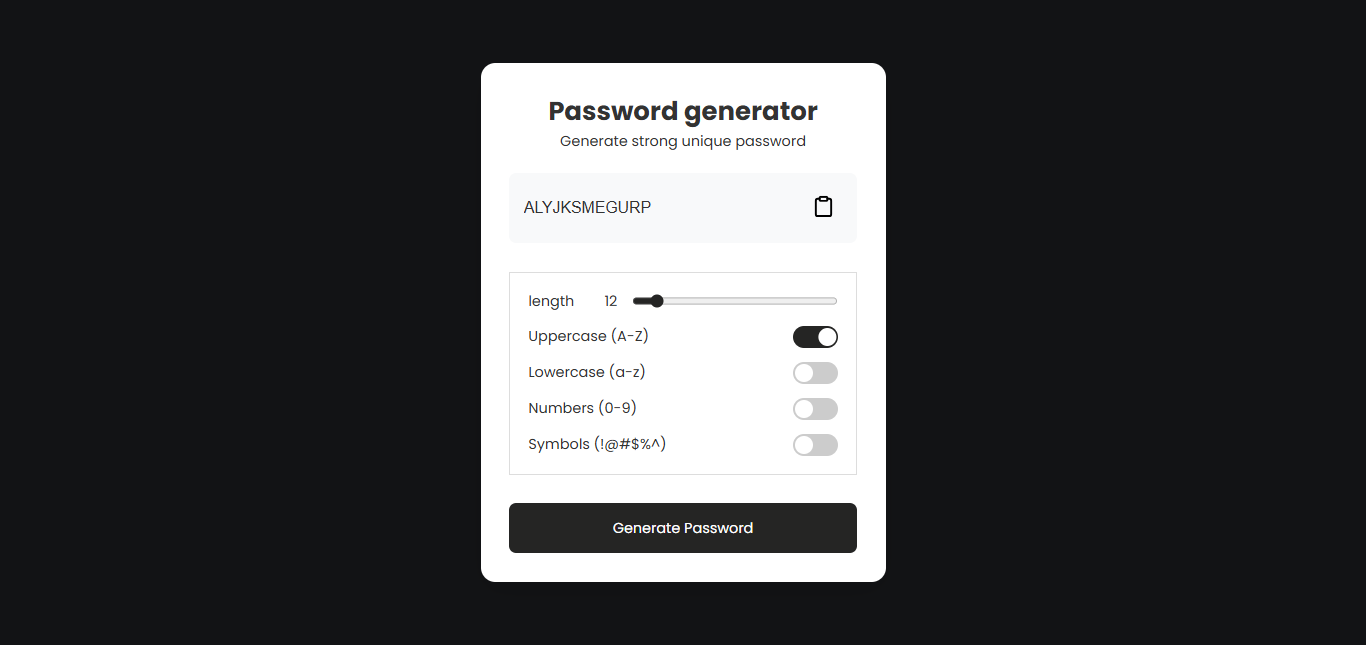 Password generator
Generate strong unique password
ALYJKSMEGURP
length 12
Uppercase (A-Z)
Lowercase (a-z)
Numbers (0-9)
Symbols (!@#$%^)
Generate Password